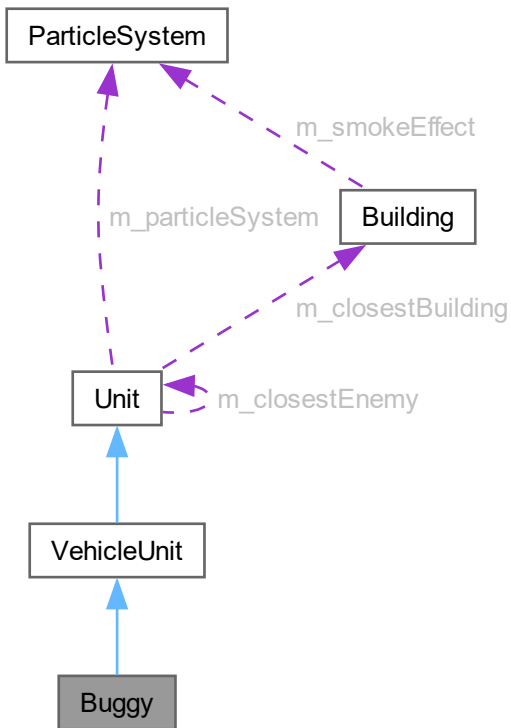 ParticleSystem
m_smokeEffect
Building
m_particleSystem
m_closestBuilding
Unit
m_closestEnemy
VehicleUnit
Buggy